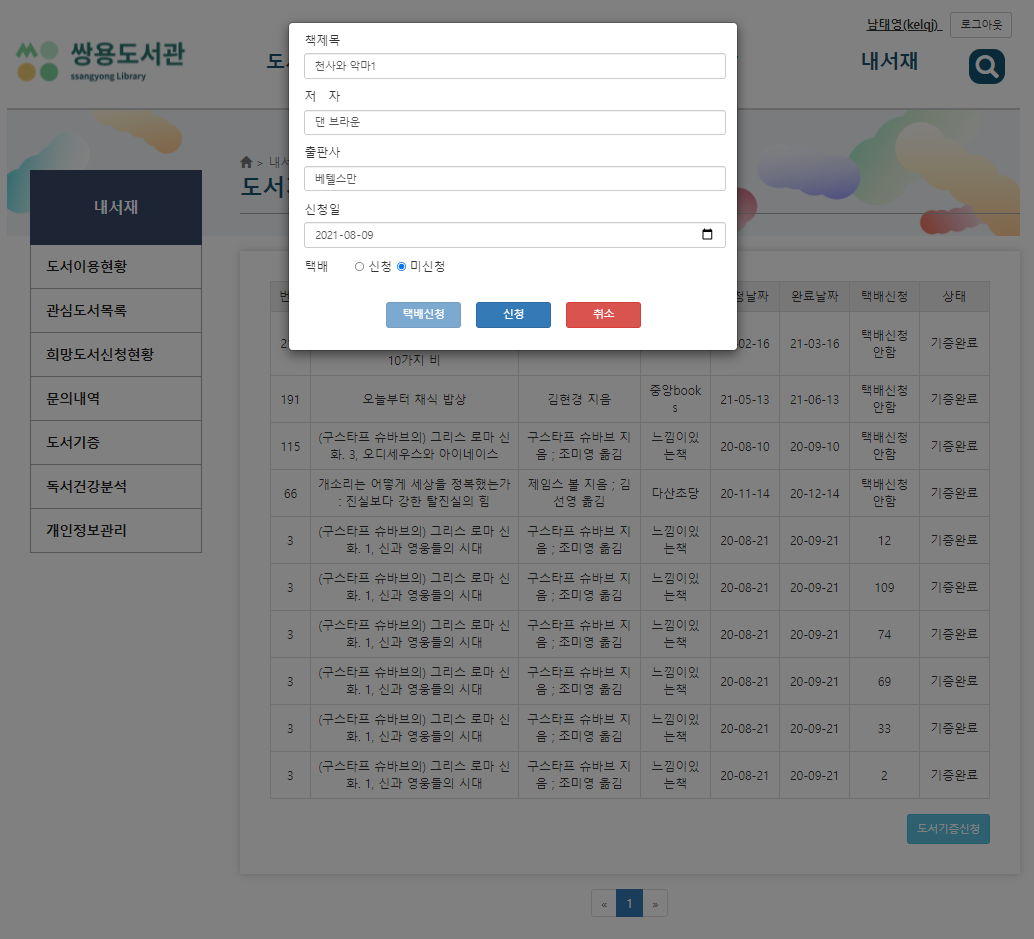 남태영(kelqj)
로그아웃
쌍용도서관
ssangyong Library
내서재
책제목
천사와 악마1
저 자
댄 브라운
출판사
베텔스만
신청일
2021-08-09
택배 신청 미신청
택배신청 신청 취소
> 내서
도서
내서재
도서이용현황
관심도서목록
희망도서신청현황
문의내역
도서기증
독서건강분석
개인정보관리
완료날짜 택배신청 상태
10가지 비
02-16 21-03-16 택배신청
안함 기증완료
191 오늘부터 채식 밥상 김현경 지음 중앙book
s 21-05-13 21-06-13 택배신청
안함 기증완료
115 (구스타프 슈바브의) 그리스 로마 신
화. 3, 오디세우스와 아이네이스 구스타프 슈바브 지
음 ; 조미영 옮김 느낌이있
는책 20-08-10 20-09-10 택배신청
안함 기증완료
66 개소리는 어떻게 세상을 정복했는가
: 진실보다 강한 탈진실의 힘 제임스 볼 지음 ; 김
선영 옮김 다산초당 20-11-14 20-12-14 택배신청
안함 기증완료
3 (구스타프 슈바브의) 그리스 로마 신
화. 1, 신과 영웅들의 시대 구스타프 슈바브 지
음 ; 조미영 옮김 느낌이있
는책 20-08-21 20-09-21 12 기증완료
3 (구스타프 슈바브의) 그리스 로마 신
화. 1, 신과 영웅들의 시대 구스타프 슈바브 지
음 ; 조미영 옮김 느낌이있
는책 20-08-21 20-09-21 109 기증완료
3 (구스타프 슈바브의) 그리스 로마 신
화. 1, 신과 영웅들의 시대 구스타프 슈바브 지
음 ; 조미영 옮김 느낌이있
는책 20-08-21 20-09-21 74 기증완료
3 (구스타프 슈바브의) 그리스 로마 신
화. 1, 신과 영웅들의 시대 구스타프 슈바브 지
음 ; 조미영 옮김 느낌이있
는책 20-08-21 20-09-21 69 기증완료
3 (구스타프 슈바브의) 그리스 로마 신
화. 1, 신과 영웅들의 시대 구스타프 슈바브 지
음 ; 조미영 옮김 느낌이있
는책 20-08-21 20-09-21 33 기증완료
3 (구스타프 슈바브의) 그리스 로마 신
화. 1, 신과 영웅들의 시대 구스타프 슈바브 지
음 ; 조미영 옮김 느낌이있
는책 20-08-21 20-09-21 2 기증완료
도서기증신청
« 1 »